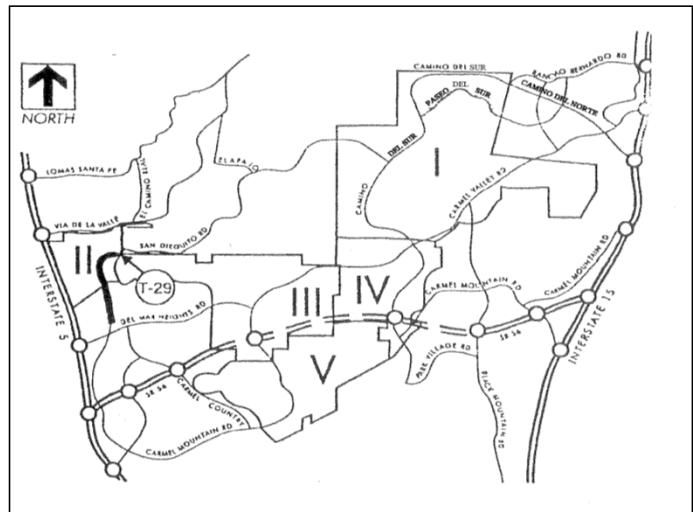 NORTH
CAMINO DEL SUR
RANCHO BERNARDO RD
CAMINO DEL NORTE
PASEO DEL SUR
DEL SUR
CAMINO
I
CARMEL VALLEY RD
EL APAJO
LOMAS SANTA FE
EL CAMINO REAL
VIA DE LA VALLE
SAN DIEGUITO RD
II
T-29
INTERSTATE 5
DEL MAR HEIGHTS RD
III
IV
V
CARMEL MOUNTAIN RD
CARMEL MOUNTAIN RD
SR 56
SR 56
INTERSTATE 15
PARK VILLAGE RD
BLACK MOUNTAIN RD
CARMEL COUNTRY
CARMEL MOUNTAIN RD